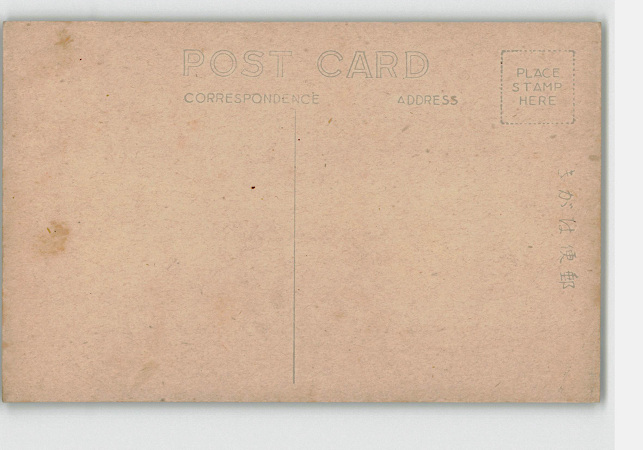 POST CARD
CORRESPONDENCE ADDRESS
PLACE
STAMP
HERE
郵便はがき